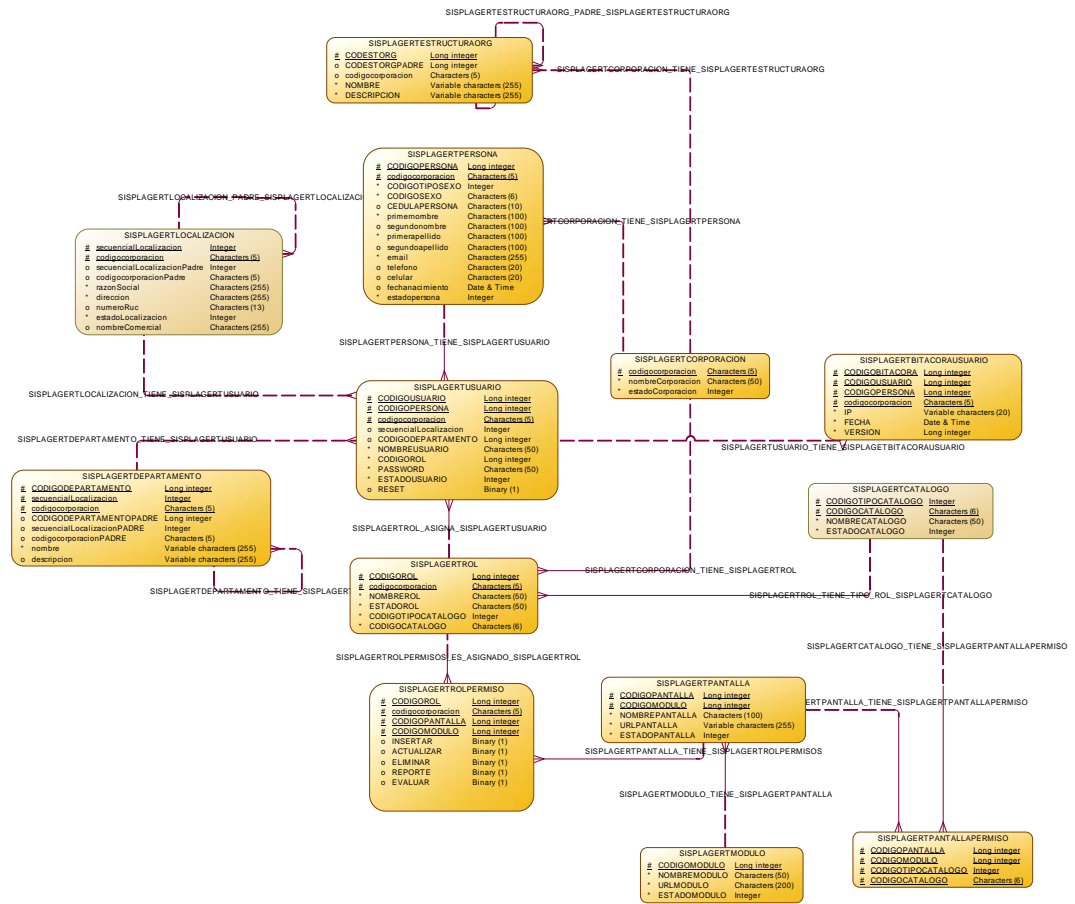 SISPLAGERTESTRUCTURAORG_PADRE_SISPLAGERTESTRUCTURAORG
SISPLAGERTESTRUCTURAORG
# CODESTORG Long integer
o CODESTORGPADRE Long integer
o codigocorporacion Characters (5)
* NOMBRE Variable characters (255)
* DESCRIPCION Variable characters (255)
SISPLAGERTCORPORACION_TIENE_SISPLAGERTESTRUCTURAORG
SISPLAGERTPERSONA
# CODIGOPERSONA Long integer
# codigocorporacion Characters (5)
* CODIGOTIPOSEXO Integer
* CODIGOSEXO Characters (6)
o CEDULAPERSONA Characters (10)
* primernombre Characters (100)
o segundonombre Characters (100)
* primerapellido Characters (100)
o segundoapellido Characters (100)
* email Characters (255)
o telefono Characters (20)
o celular Characters (20)
o fechanacimiento Date & Time
* estadopersona Integer
SISPLAGERTLOCALIZACION_PADRE_SISPLAGERTLOCALIZACI
RTCORPORACION_TIENE_SISPLAGERTPERSONA
SISPLAGERTLOCALIZACION
# secuencialLocalizacion Integer
# codigocorporacion Characters (5)
o secuencialLocalizacionPadre Integer
o codigocorporacionPadre Characters (5)
* razonSocial Characters (255)
* direccion Characters (255)
o numeroRuc Characters (13)
* estadoLocalizacion Integer
o nombreComercial Characters (255)
SISPLAGERTPERSONA_TIENE_SISPLAGERTUSUARIO
SISPLAGERTCORPORACION
# codigocorporacion Characters (5)
* nombreCorporacion Characters (50)
* estadoCorporacion Integer
SISPLAGERTBITACORAUSUARIO
# CODIGOBITACORA Long integer
# CODIGOUSUARIO Long integer
# CODIGOPERSONA Long integer
# codigocorporacion Characters (5)
* IP Variable characters (20)
* FECHA Date & Time
* VERSION Long integer
SISPLAGERTLOCALIZACION_TIENE_SISPLAGERTUSUARIO
SISPLAGERTUSUARIO
# CODIGOUSUARIO Long integer
# CODIGOPERSONA Long integer
# codigocorporacion Characters (5)
o secuencialLocalizacion Integer
o CODIGODEPARTAMENTO Long integer
* NOMBREUSUARIO Characters (50)
* CODIGOROL Long integer
* PASSWORD Characters (50)
* ESTADOUSUARIO Integer
o RESET Binary (1)
SISPLAGERTDEPARTAMENTO_TIENE_SISPLAGERTUSUARIO
SISPLAGERTUSUARIO_TIENE_SISPLAGETBITACORAUSUARIO
SISPLAGERTDEPARTAMENTO
# CODIGODEPARTAMENTO Long integer
# secuencialLocalizacion Integer
# codigocorporacion Characters (5)
o CODIGODEPARTAMENTOPADRE Long integer
o secuencialLocalizacionPADRE Integer
o codigocorporacionPADRE Characters (5)
* nombre Variable characters (255)
o descripcion Variable characters (255)
SISPLAGERTCATALOGO
# CODIGOTIPOCATALOGO Integer
# CODIGOCATALOGO Characters (6)
* NOMBRECATALOGO Characters (50)
* ESTADOCATALOGO Integer
SISPLAGERTROL_ASIGNA_SISPLAGERTUSUARIO
SISPLAGERTDEPARTAMENTO_TIENE_SISPLAGERT
SISPLAGERTROL
# CODIGOROL Long integer
# codigocorporacion Characters (5)
* NOMBREROL Characters (50)
* ESTADOROL Characters (50)
* CODIGOTIPOCATALOGO Integer
* CODIGOCATALOGO Characters (6)
SISPLAGERTCORPORACION_TIENE_SISPLAGERTROL
SISPLAGERTROL_TIENE_TIPO_ROL_SISPLAGERTCATALOGO
SISPLAGERTCATALOGO_TIENE_SISPLAGERTPANTALLAPERMISO
SISPLAGERTROLPERMISOS_ES_ASIGNADO_SISPLAGERTROL
SISPLAGERTROLPERMISO
# CODIGOROL Long integer
# codigocorporacion Characters (5)
# CODIGOPANTALLA Long integer
# CODIGOMODULO Long integer
o INSERTAR Binary (1)
o ACTUALIZAR Binary (1)
o ELIMINAR Binary (1)
o REPORTE Binary (1)
o EVALUAR Binary (1)
SISPLAGERTPANTALLA
# CODIGOPANTALLA Long integer
# CODIGOMODULO Long integer
* NOMBREPANTALLA Characters (100)
* URLPANTALLA Variable characters (255)
* ESTADOPANTALLA Integer
ERTPANTALLA_TIENE_SISPLAGERTPANTALLAPERMISO
SISPLAGERTPANTALLA_TIENE_SISPLAGERTROLPERMISOS
SISPLAGERTMODULO_TIENE_SISPLAGERTPANTALLA
SISPLAGERTMODULO
# CODIGOMODULO Long integer
* NOMBREMODULO Characters (50)
* URLMODULO Characters (200)
* ESTADOMODULO Integer
SISPLAGERTPANTALLAPERMISO
# CODIGOPANTALLA Long integer
# CODIGOMODULO Long integer
# CODIGOTIPOCATALOGO Integer
# CODIGOCATALOGO Characters (6)